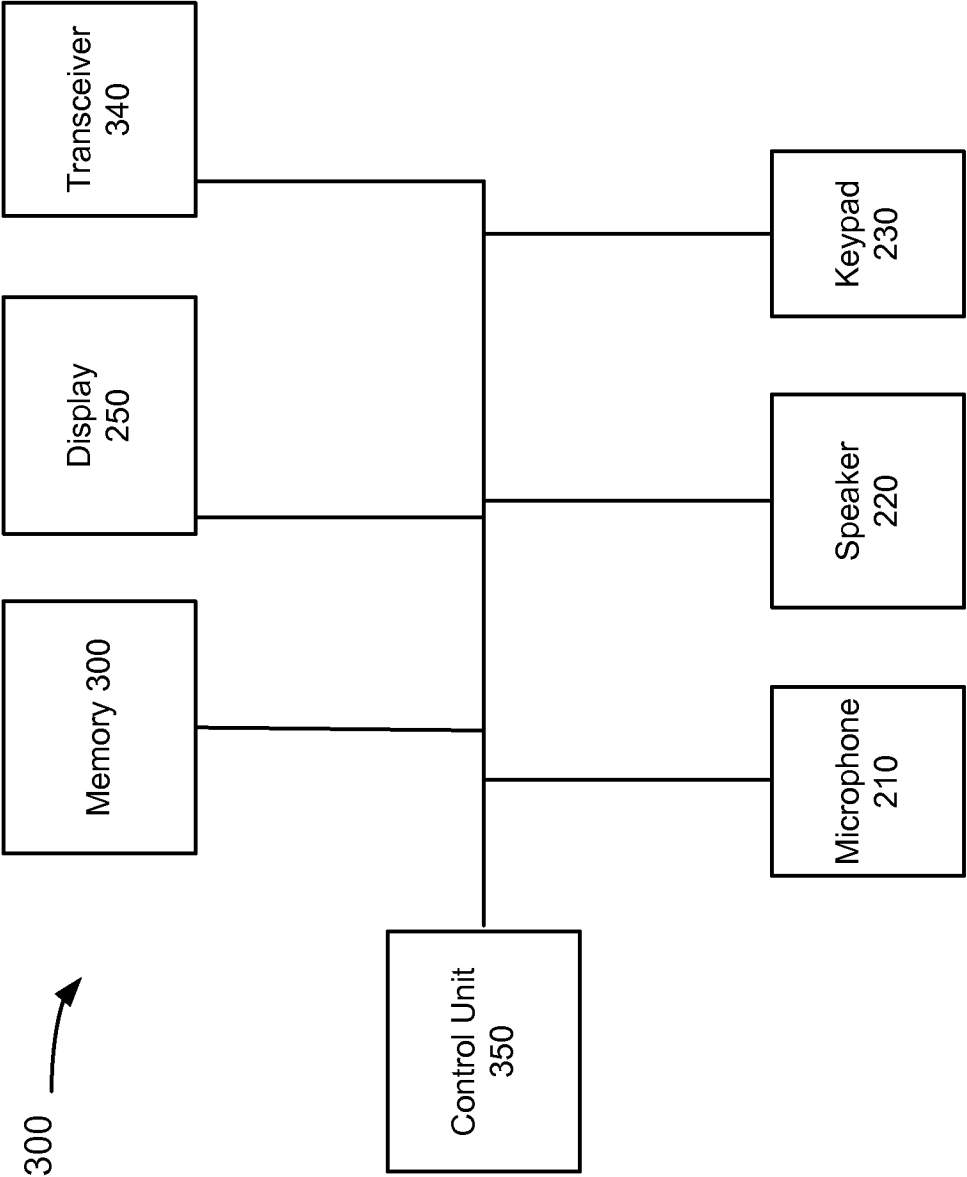 300
Memory 300
Display
250
Transceiver
340
Control Unit
350
Microphone
210
Speaker
220
Keypad
230